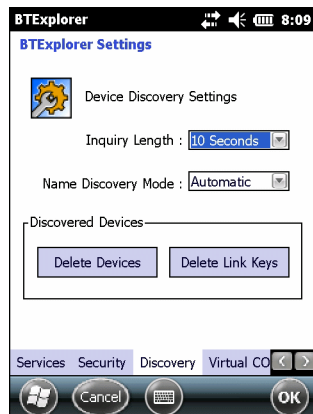 BTExplorer 8:09
BTExplorer Settings
Device Discovery Settings
Inquiry Length : 10 Seconds
Name Discovery Mode : Automatic
Discovered Devices
Delete Devices Delete Link Keys
Services Security Discovery Virtual CO
Cancel OK